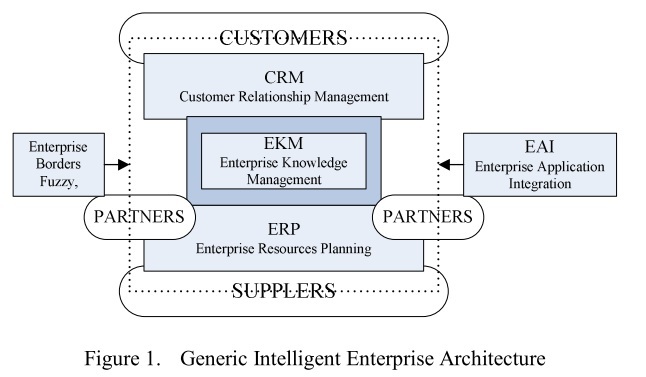 CUSTOMERS
CRM
Customer Relationship Management
Enterprise
Borders
Fuzzy,
EKM
Enterprise Knowledge
Management
EAI
Enterprise Application
Integration
PARTNERS
PARTNERS
ERP
Enterprise Resources Planning
SUPPLERS
Figure 1. Generic Intelligent Enterprise Architecture